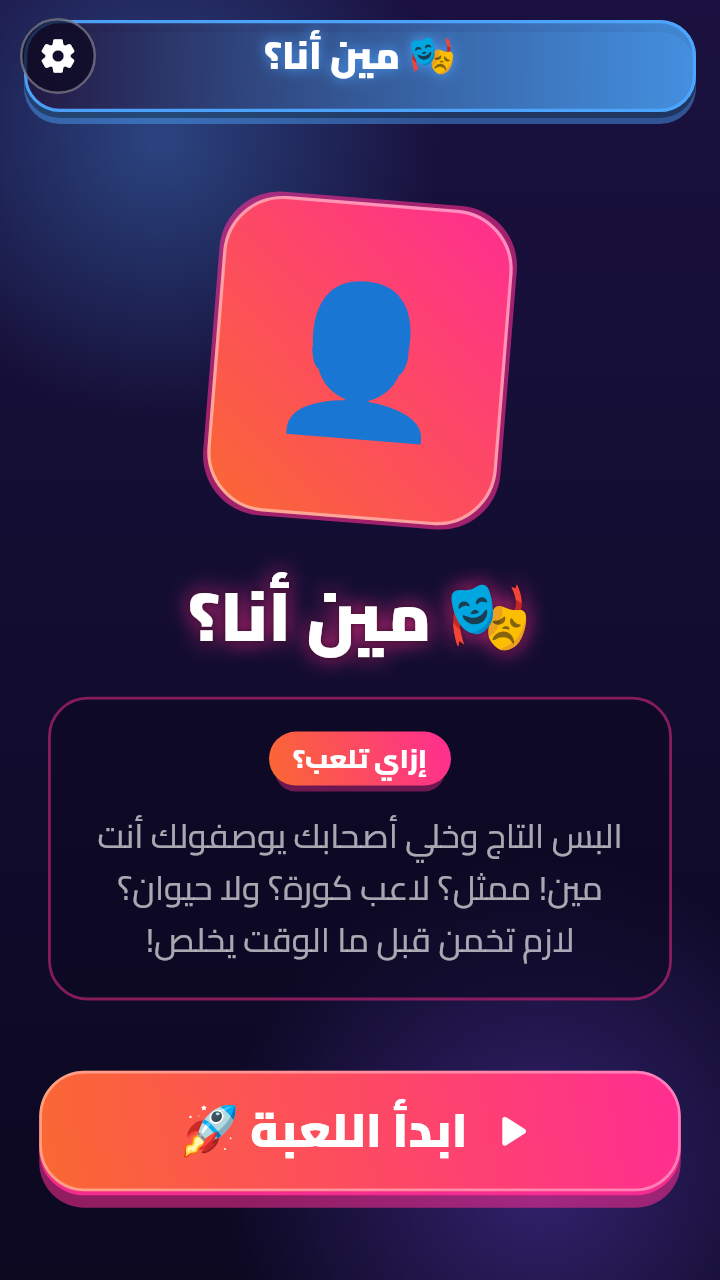 🎭 مين أنا؟
🎭 مين أنا؟
إزاي تلعب؟
البس التاج وخلي أصحابك يوصفولك أنت
مين! ممثل؟ لاعب كورة؟ ولا حيوان؟
لازم تخمن قبل ما الوقت يخلص!
ابدأ اللعبة 🚀